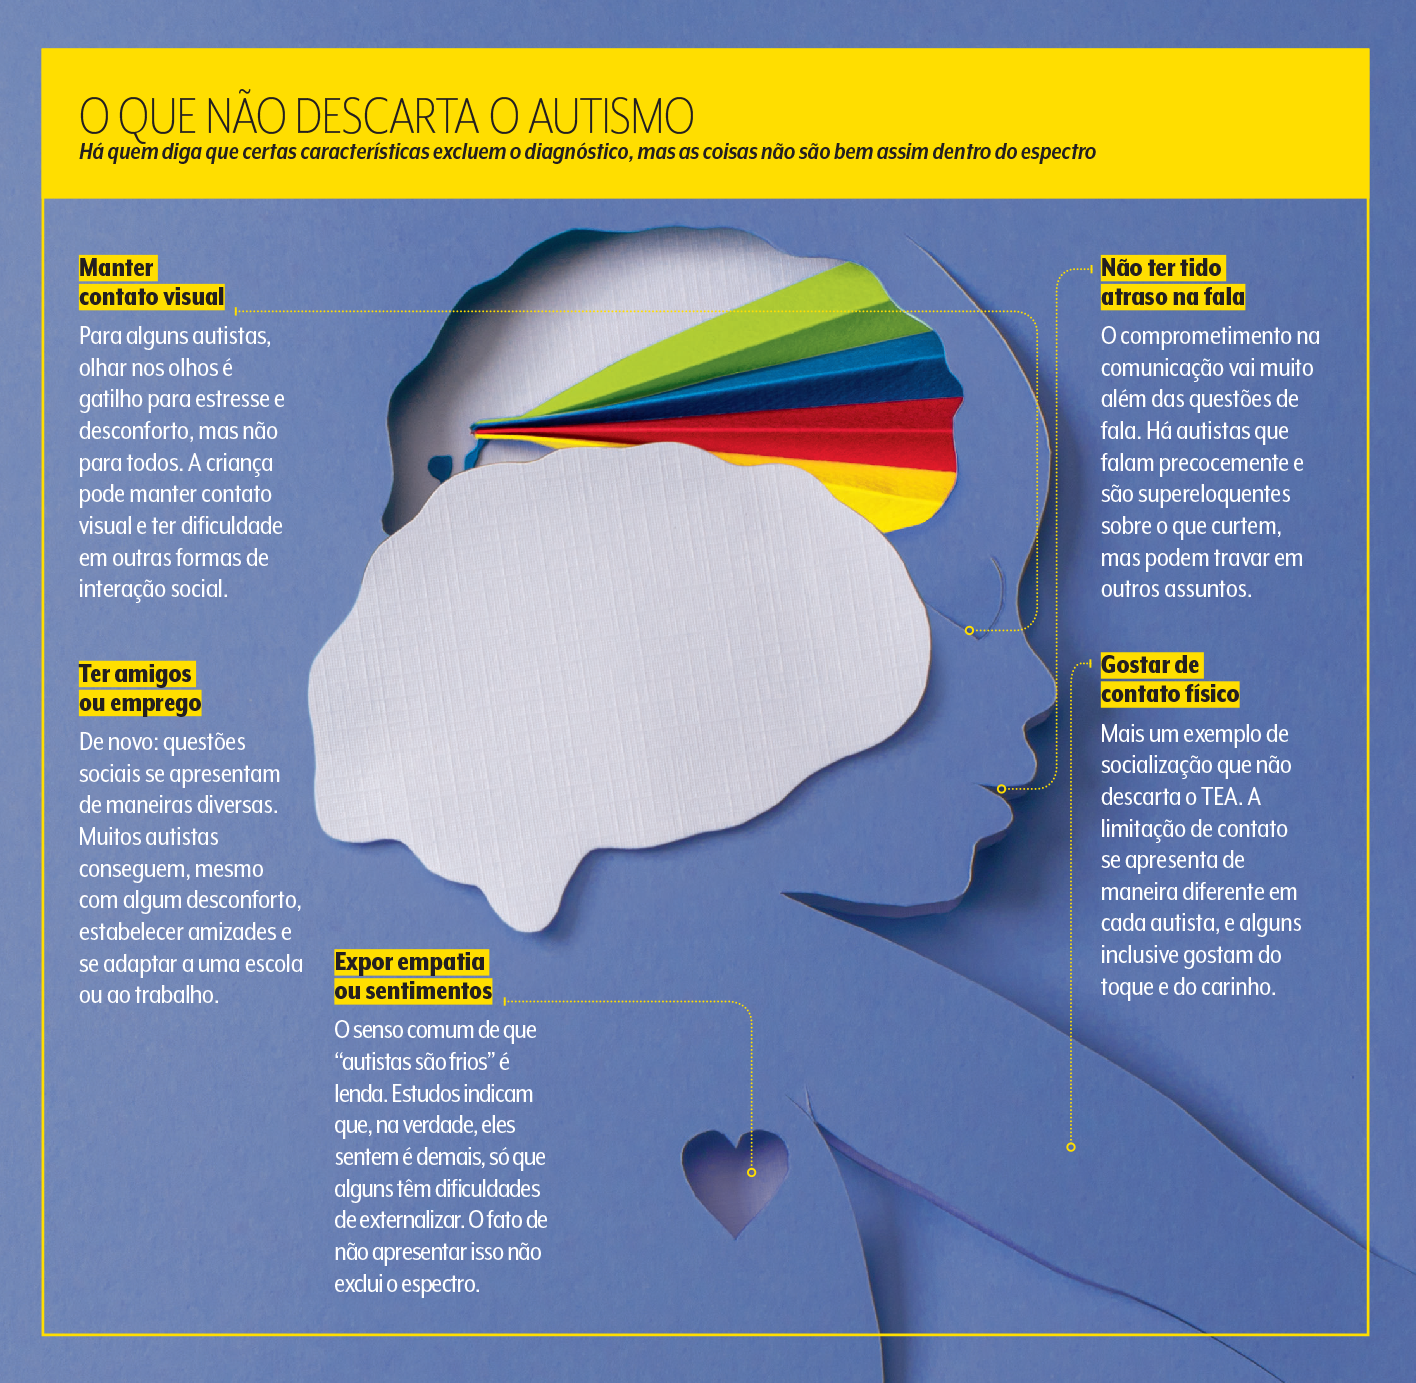 O QUE NÃO DESCARTA O AUTISMO
Há quem diga que certas características excluem o diagnóstico, mas as coisas não são bem assim dentro do espectro
Manter
contato visual
Para alguns autistas,
olhar nos olhos é
gatilho para estresse e
desconforto, mas não
para todos. A criança
pode manter contato
visual e ter dificuldade
em outras formas de
interação social.
Ter amigos
ou emprego
De novo: questões
sociais se apresentam
de maneiras diversas.
Muitos autistas
conseguem, mesmo
com algum desconforto,
estabelecer amizades e
se adaptar a uma escola
ou ao trabalho.
Expor empatia
ou sentimentos
O senso comum de que
“autistas são frios” é
lenda. Estudos indicam
que, na verdade, eles
sentem é demais, só que
alguns têm dificuldades
de externalizar. O fato de
não apresentar isso não
exclui o espectro.
Não ter tido
atraso na fala
O comprometimento na
comunicação vai muito
além das questões de
fala. Há autistas que
falam precocemente e
são supereloquentes
sobre o que curtem,
mas podem travar em
outros assuntos.
Gostar de
contato físico
Mais um exemplo de
socialização que não
descarta o TEA. A
limitação de contato
se apresenta de
maneira diferente em
cada autista, e alguns
inclusive gostam do
toque e do carinho.